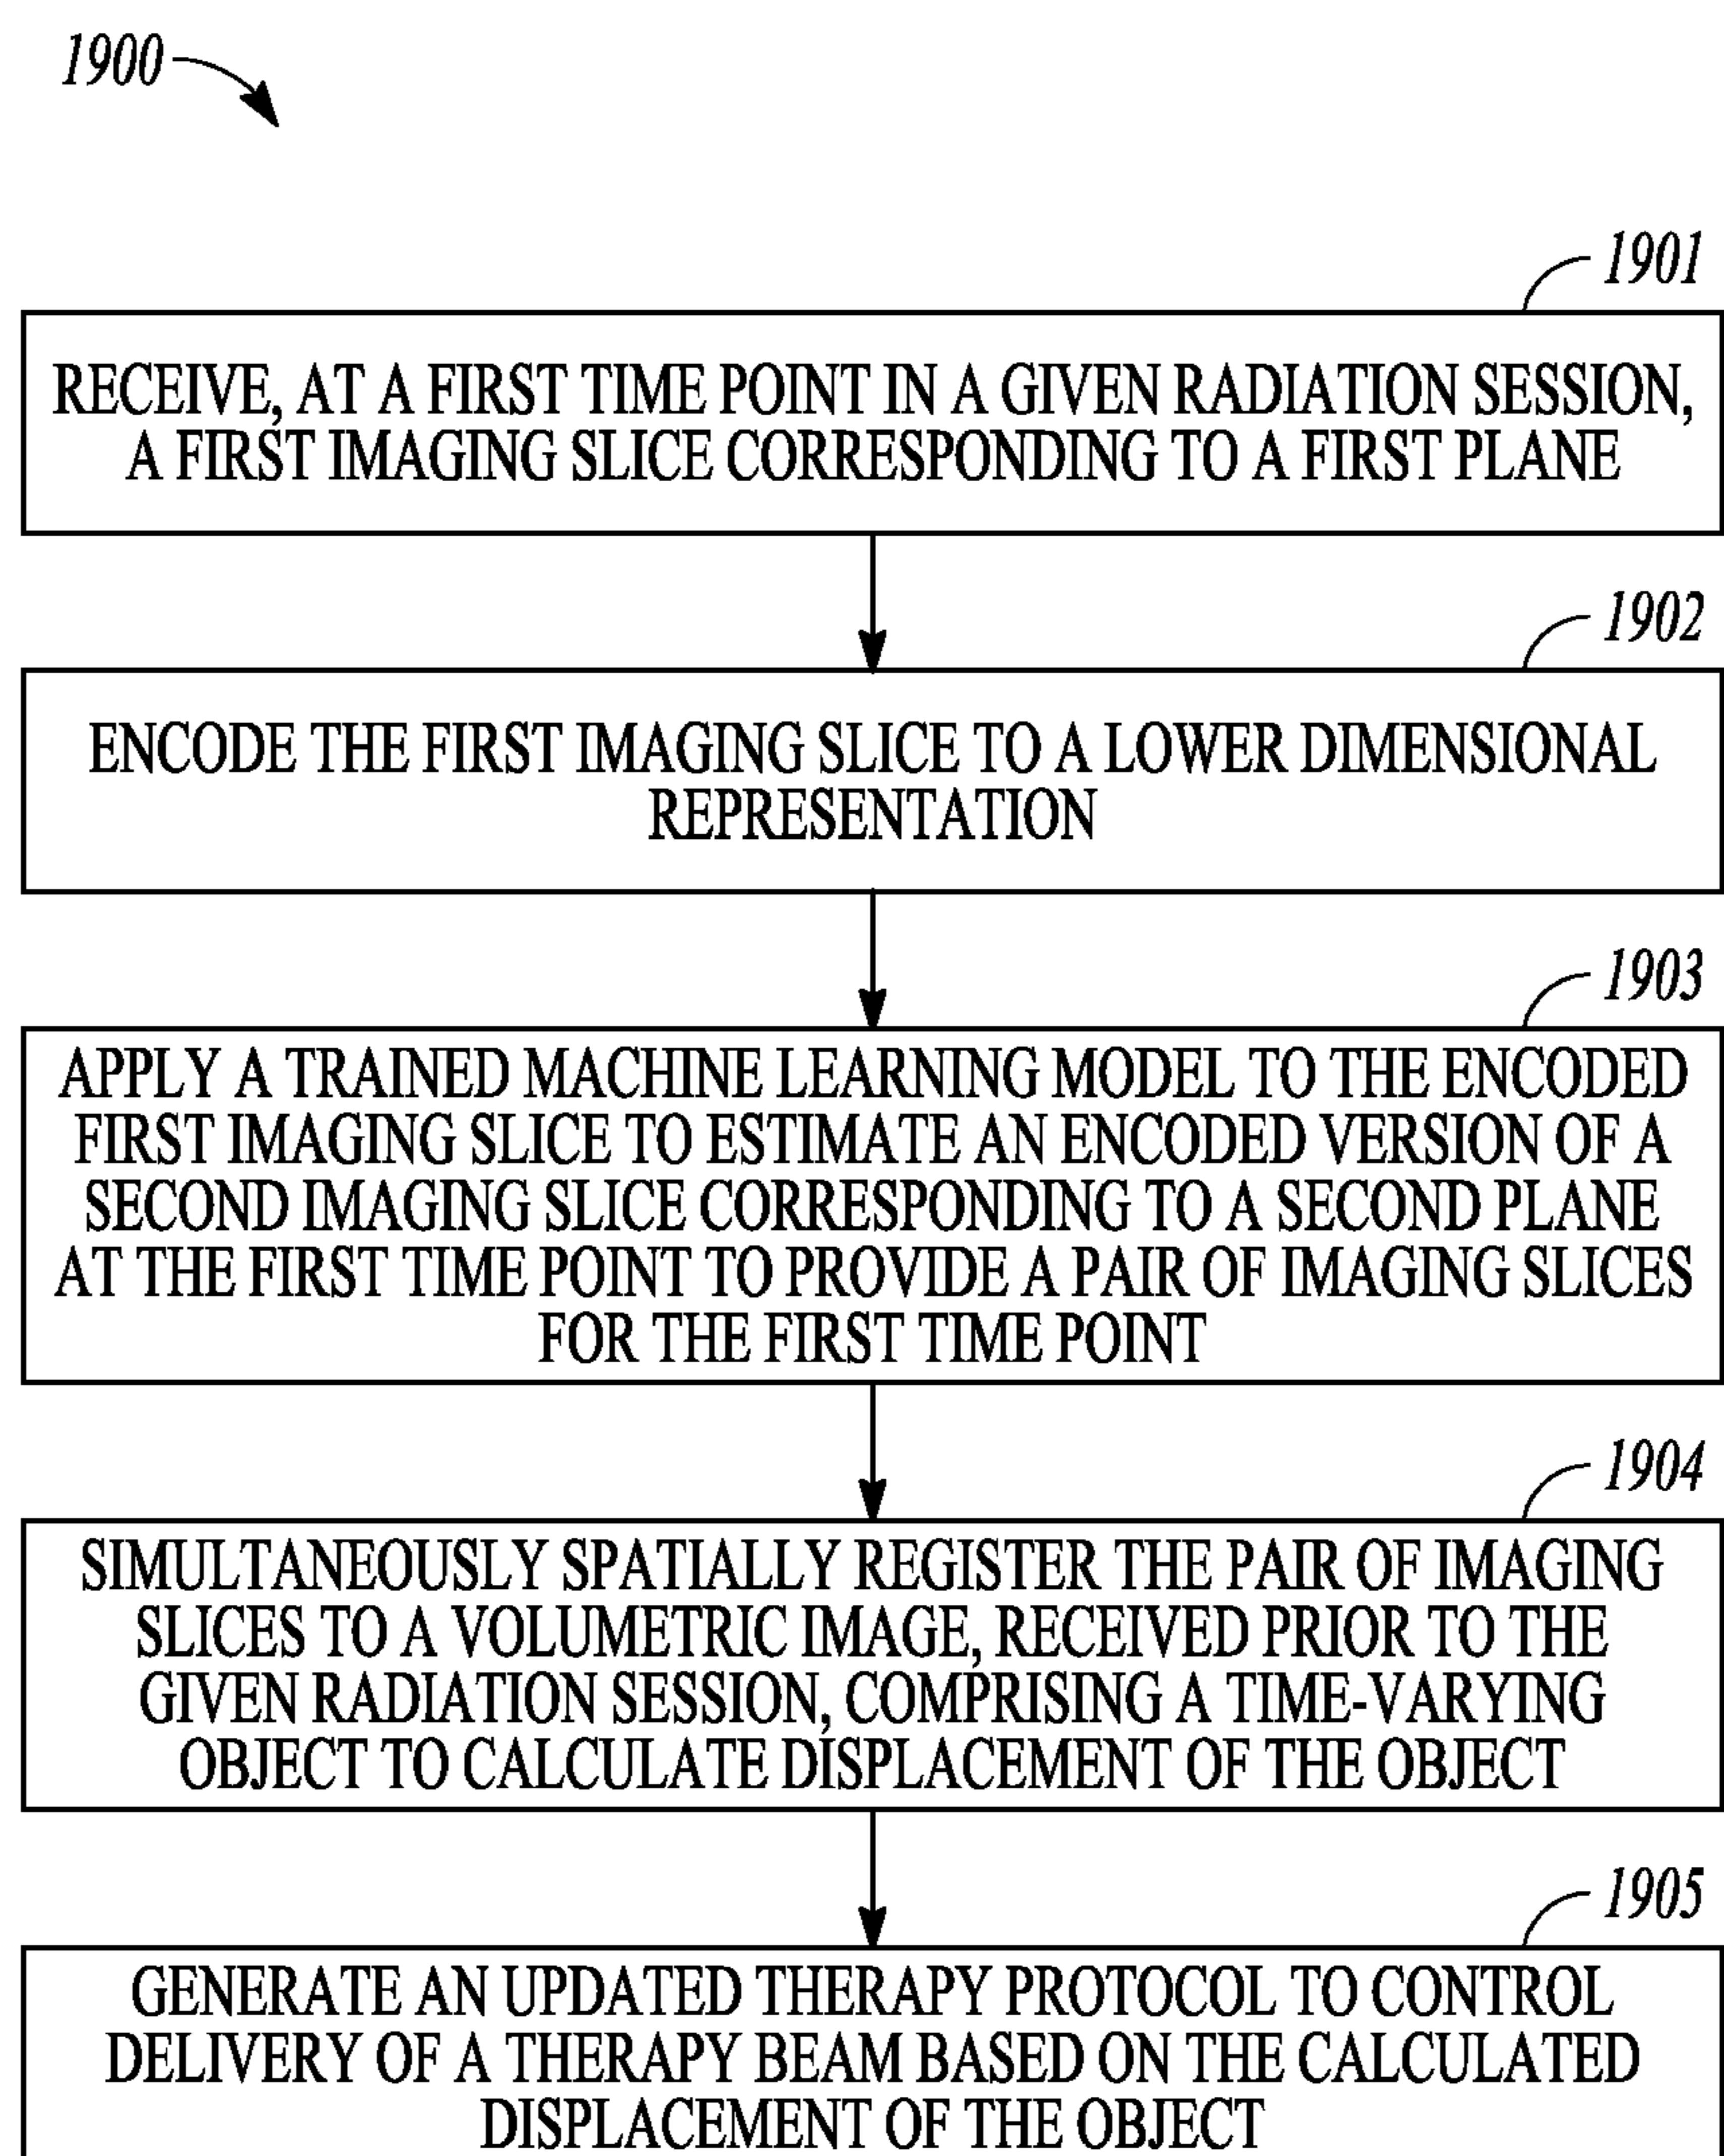 1900
1901
RECEIVE, AT A FIRST TIME POINT IN A GIVEN RADIATION SESSION,
A FIRST IMAGING SLICE CORRESPONDING TO A FIRST PLANE
1902
ENCODE THE FIRST IMAGING SLICE TO A LOWER DIMENSIONAL
REPRESENTATION
1903
APPLY A TRAINED MACHINE LEARNING MODEL TO THE ENCODED
FIRST IMAGING SLICE TO ESTIMATE AN ENCODED VERSION OF A
SECOND IMAGING SLICE CORRESPONDING TO A SECOND PLANE
AT THE FIRST TIME POINT TO PROVIDE A PAIR OF IMAGING SLICES
FOR THE FIRST TIME POINT
1904
SIMULTANEOUSLY SPATIALLY REGISTER THE PAIR OF IMAGING
SLICES TO A VOLUMETRIC IMAGE, RECEIVED PRIOR TO THE
GIVEN RADIATION SESSION, COMPRISING A TIME-VARYING
OBJECT TO CALCULATE DISPLACEMENT OF THE OBJECT
1905
GENERATE AN UPDATED THERAPY PROTOCOL TO CONTROL
DELIVERY OF A THERAPY BEAM BASED ON THE CALCULATED
DISPLACEMENT OF THE OBJECT